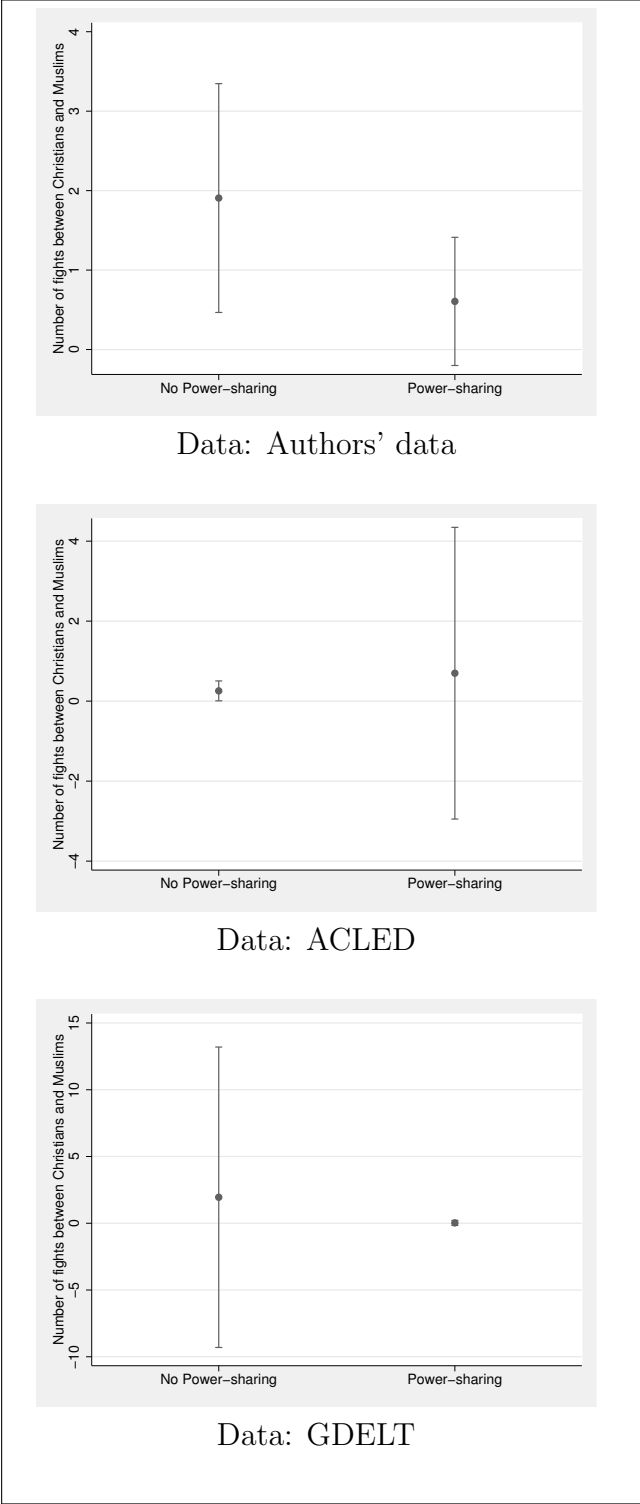 Number of fights between Christians and Muslims
4
3
2
1
0
No Power−sharing
Power−sharing
Data: Authors’ data
Number of fights between Christians and Muslims
4
2
0
−2
−4
No Power−sharing
Power−sharing
Data: ACLED
Number of fights between Christians and Muslims
15
10
5
0
−5
−10
No Power−sharing
Power−sharing
Data: GDELT